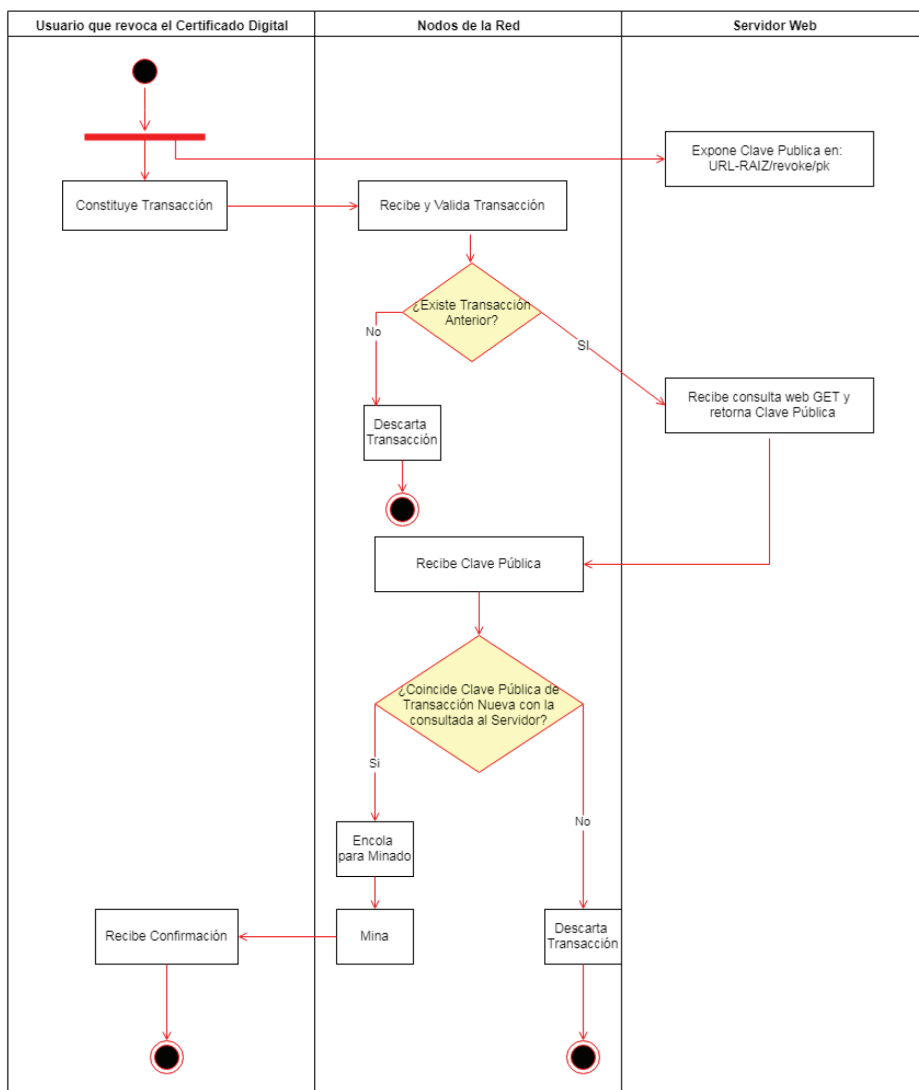 Usuario que revoca el Certificado Digital
Nodos de la Red
Servidor Web
Expone Clave Publica en:
URL-RAIZ/revoke/pk
Constituye Transacción
Recibe y Valida Transacción
¿Existe Transacción
Anterior?
No
SI
Recibe consulta web GET y
retorna Clave Pública
Descarta
Transacción
Recibe Clave Pública
¿Coincide Clave Pública de
Transacción Nueva con la
consultada al Servidor?
Si
No
Encola
para Minado
Recibe Confirmación
Mina
Descarta
Transacción